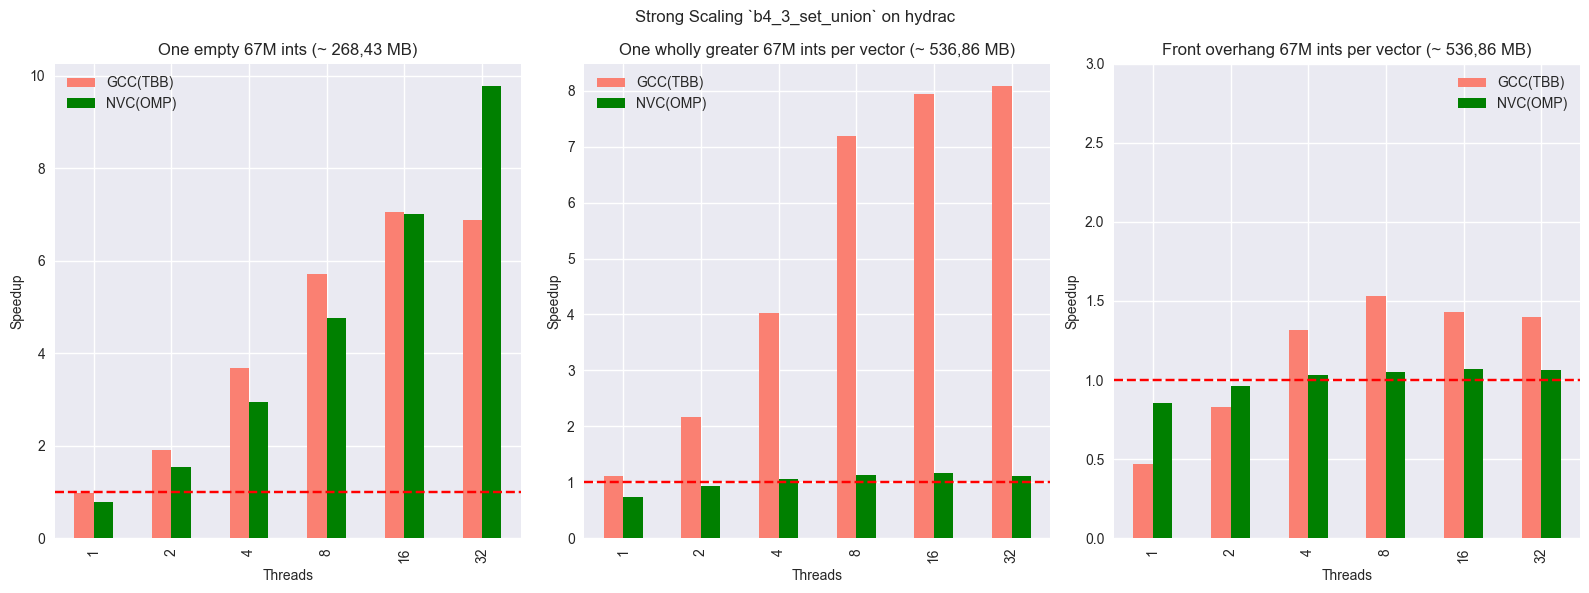 Strong Scaling `b4_3_set_union` on hydrac
One empty 67M ints (~ 268,43 MB)
GCC(TBB)
NVC(OMP)
10
8
6
4
2
0
Speedup
1
2
4
8
16
32
Threads
One wholly greater 67M ints per vector (~ 536,86 MB)
GCC(TBB)
NVC(OMP)
8
7
6
5
4
3
2
1
0
Speedup
1
2
4
8
16
32
Threads
Front overhang 67M ints per vector (~ 536,86 MB)
GCC(TBB)
NVC(OMP)
3.0
2.5
2.0
1.5
1.0
0.5
0.0
Speedup
1
2
4
8
16
32
Threads